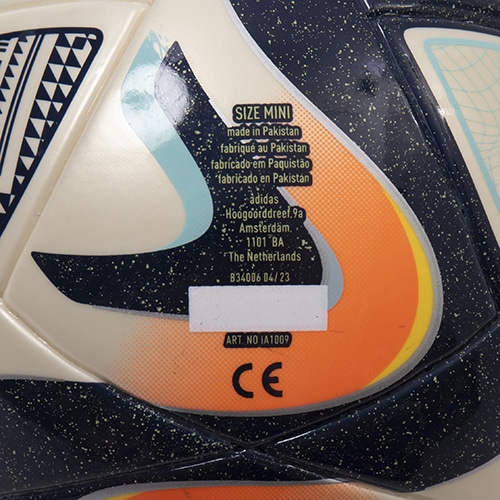 SIZE MINI
made in Pakistan
fabriqué au Pakistan
fabricado em Paquistão
fabricado en Pakistan
adidas
Hoogoorddreef,9a
Amsterdam.
1101 BA
The Netherlands
B34006 04/23
ART. NO IA1009
CE